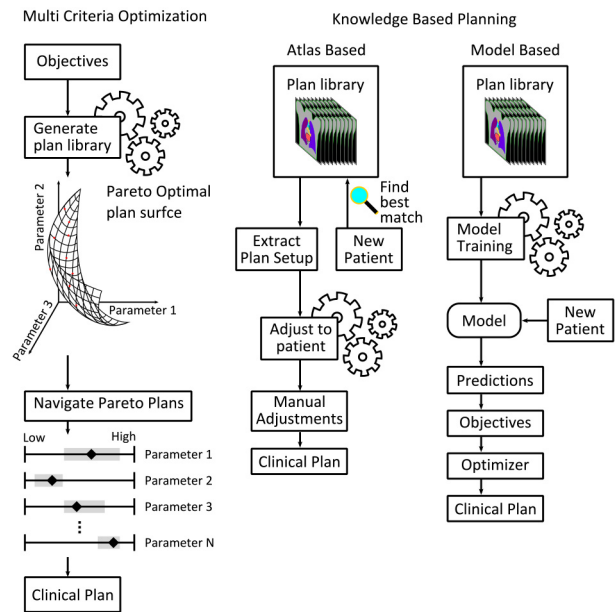 Multi Criteria Optimization
Objectives
Generate
plan library
Pareto Optimal
plan surfce
Parameter 2
Parameter 1
Parameter 3
Navigate Pareto Plans
Low
High
Parameter 1
Parameter 2
Parameter 3
...
Parameter N
Clinical Plan
Knowledge Based Planning
Atlas Based
Plan library
Find
best
match
Extract
Plan Setup
New
Patient
Adjust to
patient
Manual
Adjustments
Clinical Plan
Model Based
Plan library
Model
Training
Model
New
Patient
Predictions
Objectives
Optimizer
Clinical Plan